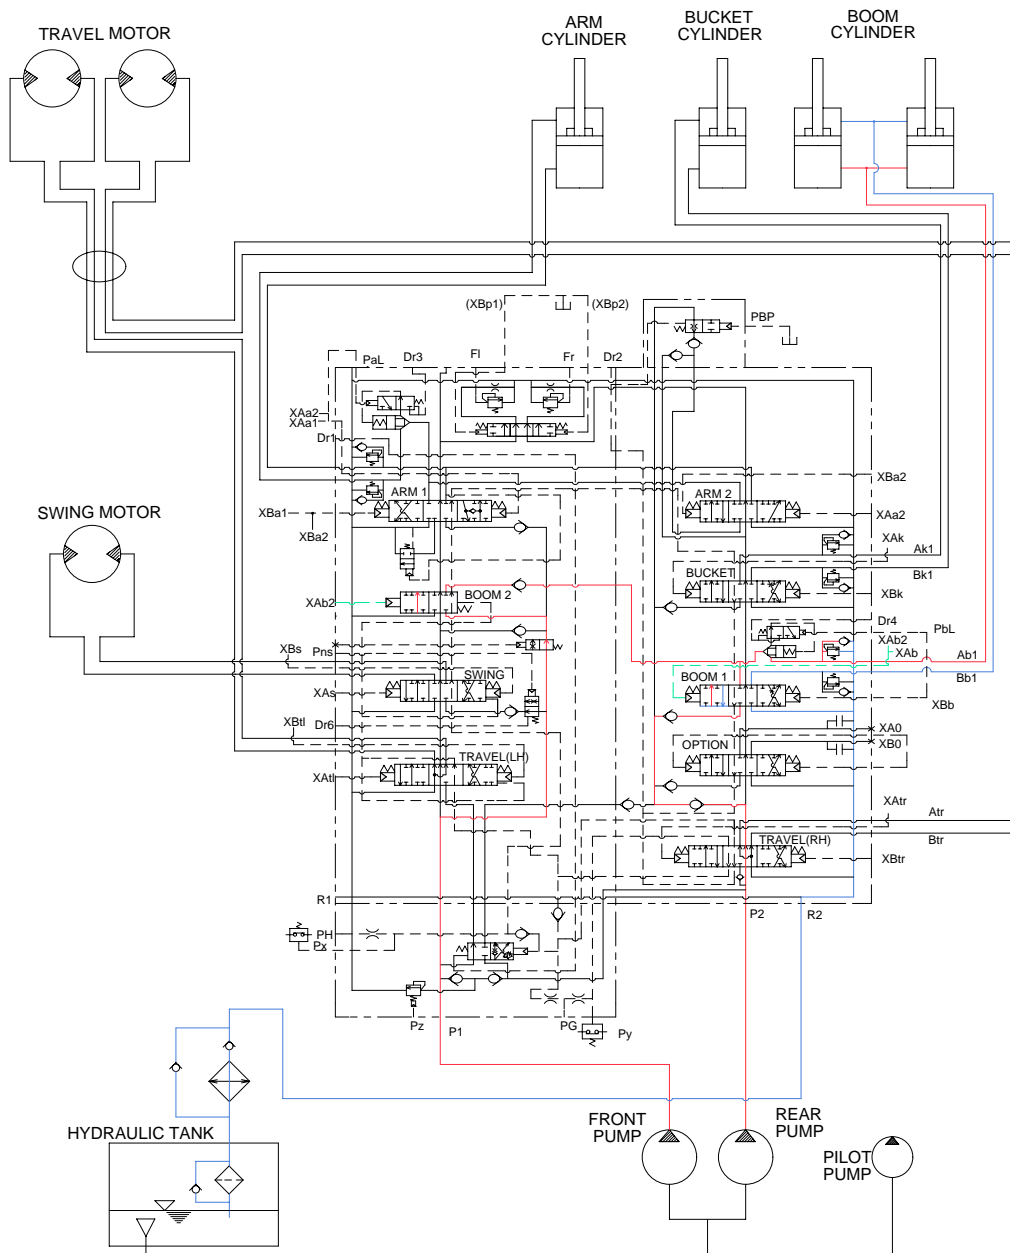 TRAVEL MOTOR
ARM
CYLINDER
BUCKET
CYLINDER
BOOM
CYLINDER
(XBp1)
(XBp2)
PBP
PaL
Dr3
Fl
Fr
Dr2
XAa2
XAa1
Dr1
ARM 1
ARM 2
XBa2
SWING MOTOR
XBa1
XBa2
XAa2
XAk
Ak1
BUCKET
Bk1
XBk
XAb2
BOOM 2
Dr4
PbL
XAb2
XAb
XBs
Pns
Ab1
Bb1
SWING
BOOM 1
XAs
XBb
XBtl
Dr6
XA0
XB0
OPTION
TRAVEL(LH)
XAtl
XAtr
Atr
Btr
TRAVEL(RH)
XBtr
R1
P2
R2
PH
Px
Pz
P1
PG
Py
HYDRAULIC TANK
FRONT
PUMP
REAR
PUMP
PILOT
PUMP